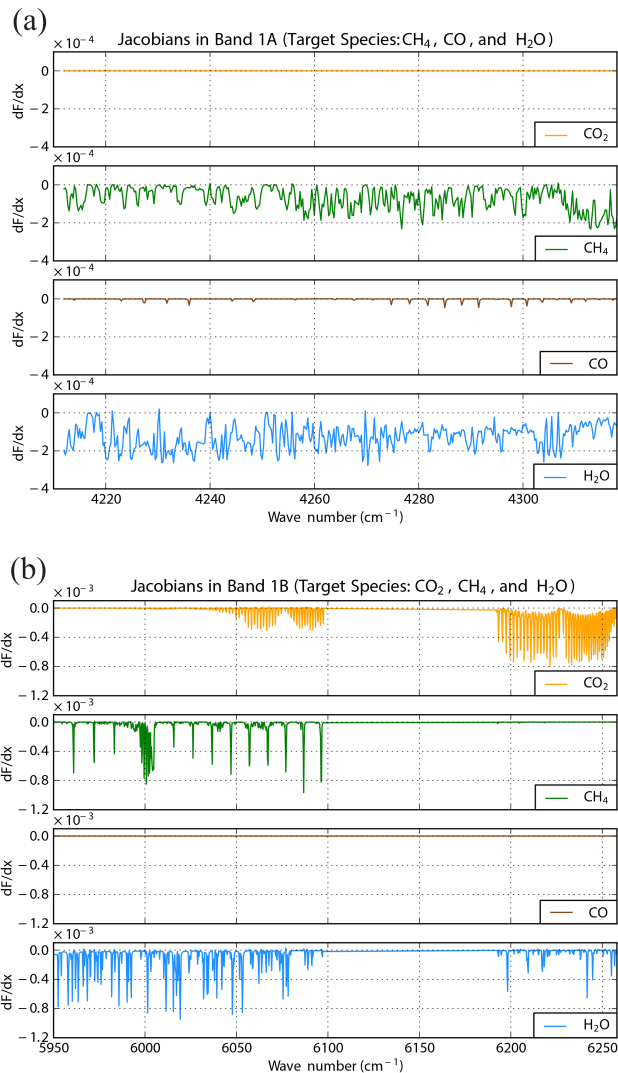 (a)
Jacobians in Band 1A (Target Species: CH4, CO, and H2O)
×10−4
0
−2
−4
dF/dx
CO2
×10−4
0
−2
−4
dF/dx
CH4
×10−4
0
−2
−4
dF/dx
CO
×10−4
0
−2
−4
dF/dx
H2O
4220 4240 4260 4280 4300
Wave number (cm−1)
(b)
Jacobians in Band 1B (Target Species: CO2, CH4, and H2O)
×10−3
0.0
−0.4
−0.8
−1.2
dF/dx
CO2
×10−3
0.0
−0.4
−0.8
−1.2
dF/dx
CH4
×10−3
0.0
−0.4
−0.8
−1.2
dF/dx
CO
×10−3
0.0
−0.4
−0.8
−1.2
dF/dx
H2O
5950 6000 6050 6100 6150 6200 6250
Wave number (cm−1)